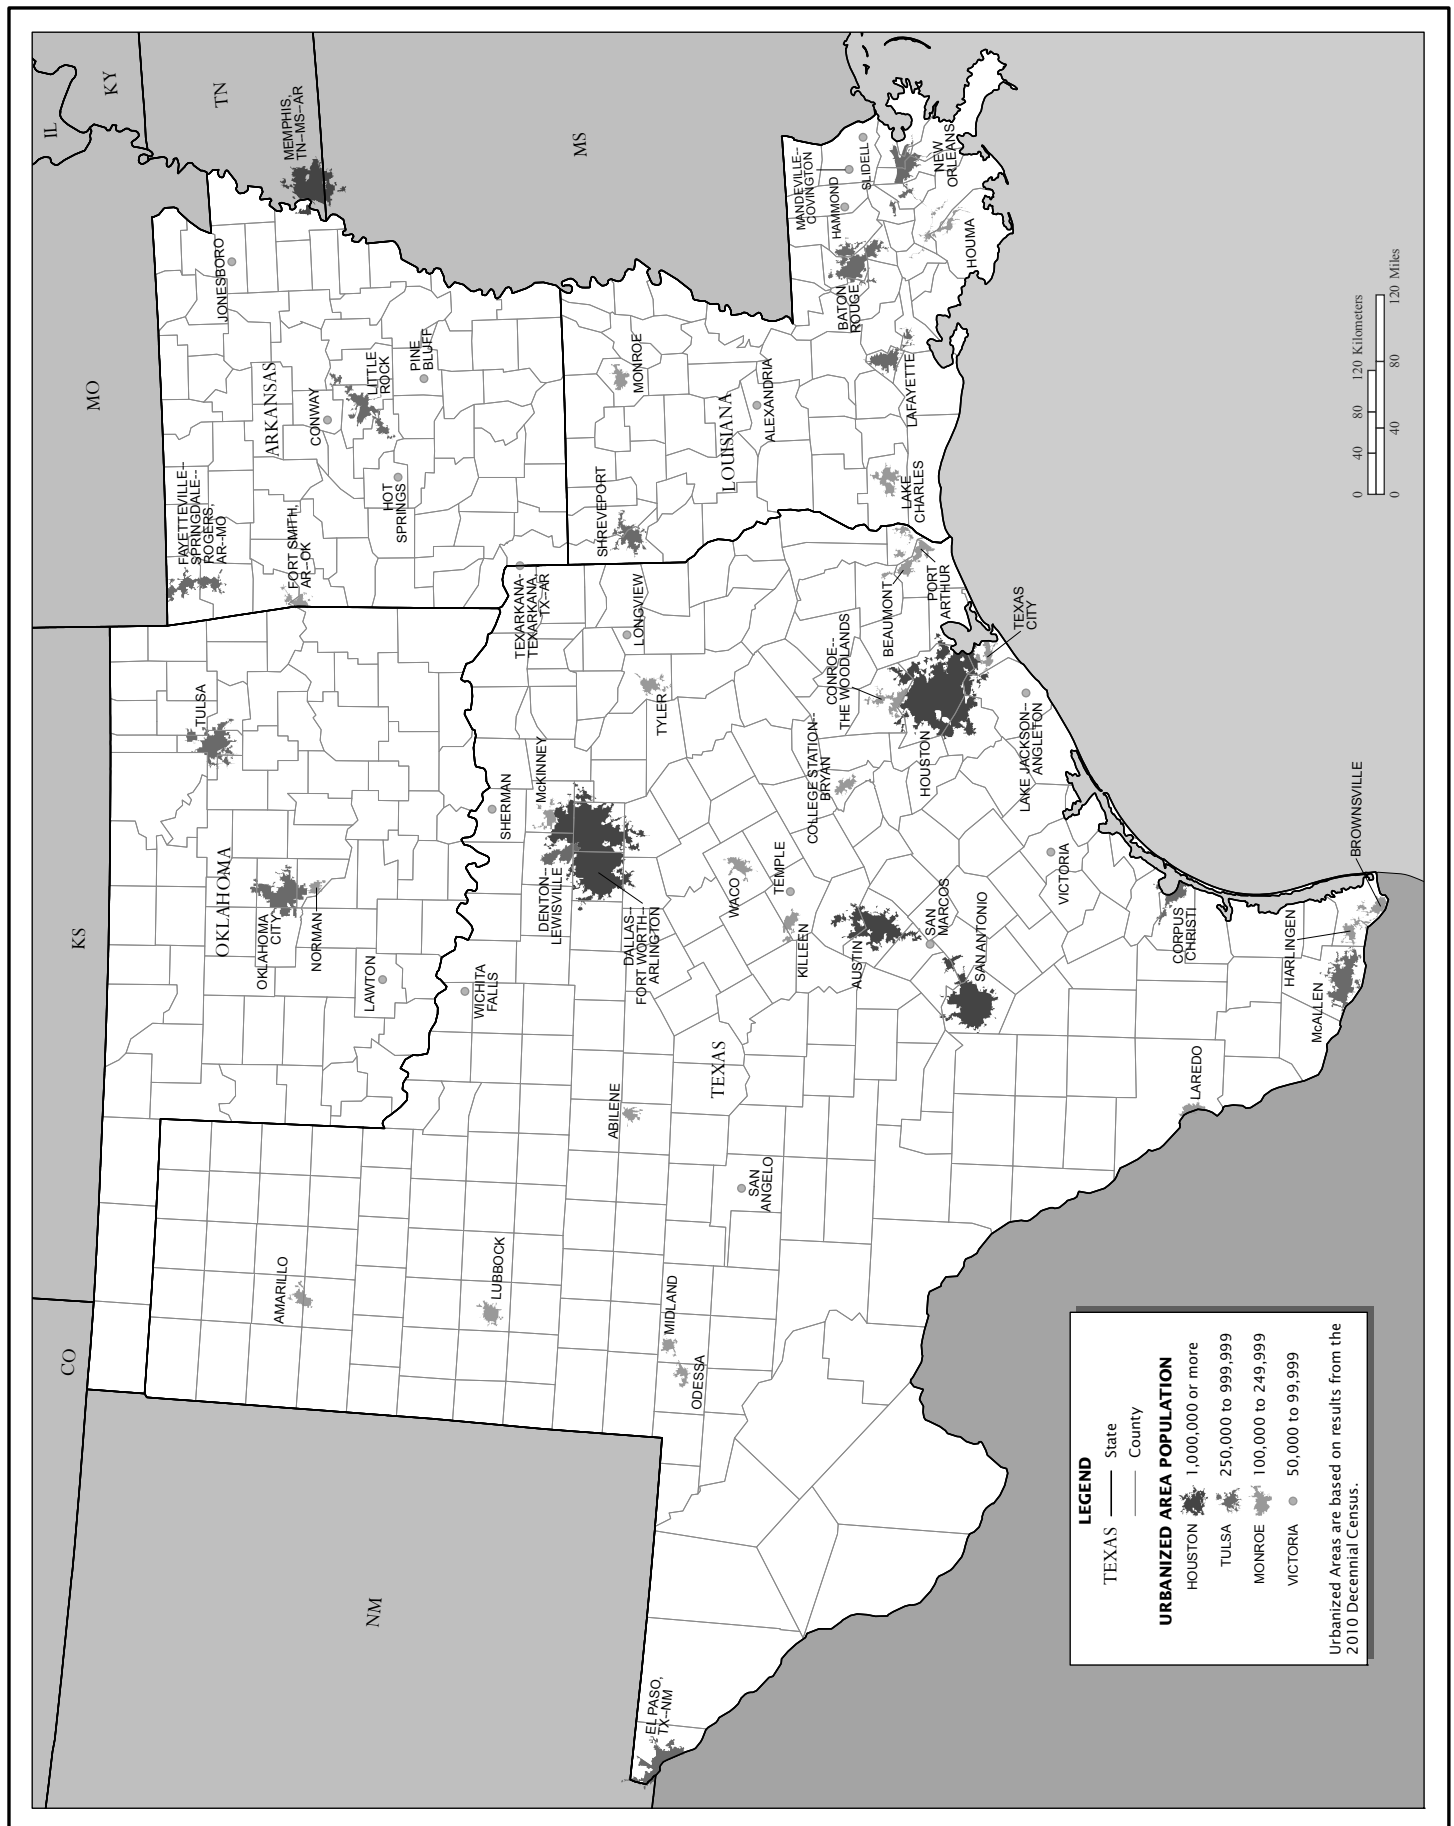 CO
KS
MO
IL
KY
TN
MS
NM
OKLAHOMA
ARKANSAS
TEXAS
LOUISIANA
TULSA
OKLAHOMA
CITY
NORMAN
LAWTON
FAYETTEVILLE--
SPRINGDALE--
ROGERS,
AR--MO
FORT SMITH,
AR--OK
JONESBORO
MEMPHIS,
TN--MS--AR
CONWAY
LITTLE
ROCK
HOT
SPRINGS
PINE
BLUFF
TEXARKANA-
TEXARKANA,
TX--AR
AMARILLO
LUBBOCK
WICHITA
FALLS
SHERMAN
McKINNEY
DENTON--
LEWISVILLE
DALLAS--
FORT WORTH--
ARLINGTON
LONGVIEW
TYLER
ABILENE
MIDLAND
ODESSA
SAN
ANGELO
EL PASO,
TX--NM
WACO
TEMPLE
KILLEEN
AUSTIN
SAN
MARCOS
SAN ANTONIO
COLLEGE STATION--
BRYAN
CONROE--
THE WOODLANDS
HOUSTON
BEAUMONT
PORT
ARTHUR
TEXAS
CITY
LAKE JACKSON--
ANGLETON
VICTORIA
CORPUS
CHRISTI
LAREDO
HARLINGEN
McALLEN
BROWNSVILLE
SHREVEPORT
MONROE
ALEXANDRIA
LAKE
CHARLES
LAFAYETTE
BATON
ROUGE
HAMMOND
MANDEVILLE--
COVINGTON
SLIDELL
NEW
ORLEANS
HOUMA
0 40 80 120 Kilometers
0 40 80 120 Miles
LEGEND
TEXAS State
County
URBANIZED AREA POPULATION
HOUSTON 1,000,000 or more
TULSA 250,000 to 999,999
MONROE 100,000 to 249,999
VICTORIA 50,000 to 99,999
Urbanized Areas are based on results from the
2010 Decennial Census.